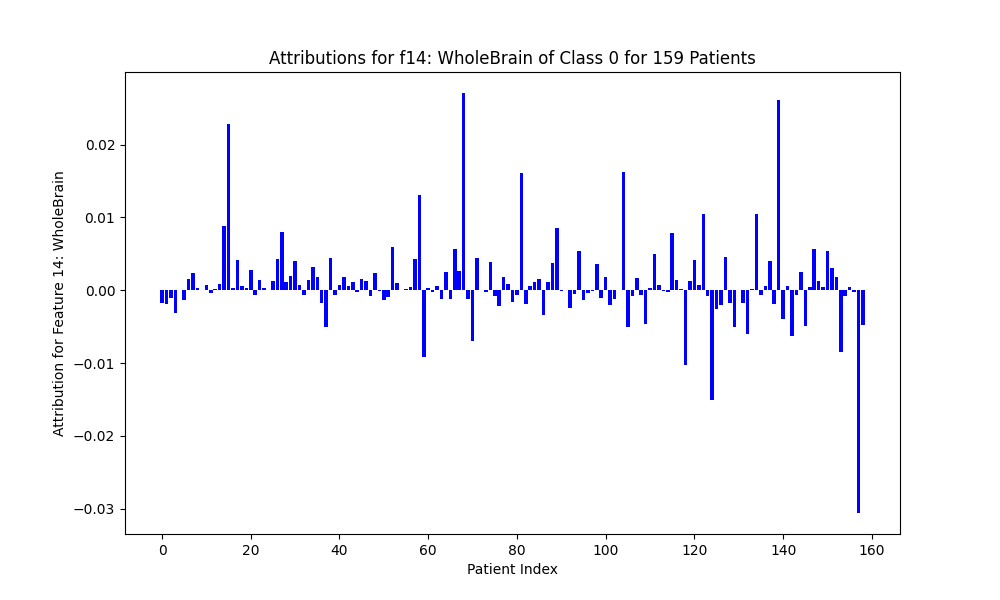 Attributions for f14: WholeBrain of Class 0 for 159 Patients
Attribution for Feature 14: WholeBrain
0.02
0.01
0.00
−0.01
−0.02
−0.03
0 20 40 60 80 100 120 140 160
Patient Index